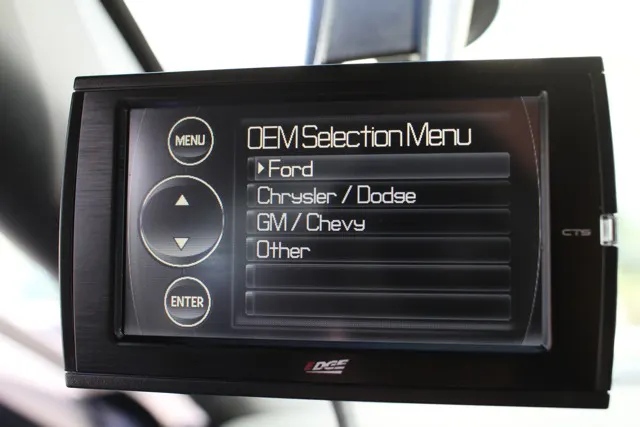 MENU
OEM Selection Menu
Ford
Chrysler / Dodge
GM / Chevy
Other
ENTER
CTS
EDGE